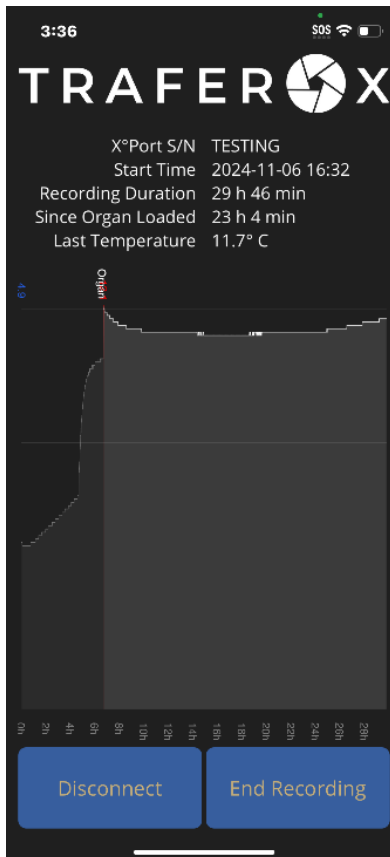 3:36 SOS
TRAFEROX
X°Port S/N TESTING
Start Time 2024-11-06 16:32
Recording Duration 29 h 46 min
Since Organ Loaded 23 h 4 min
Last Temperature 11.7° C
4.9
Organ
0h 2h 4h 6h 8h 10h 12h 14h 16h 18h 20h 22h 24h 26h 28h
Disconnect End Recording